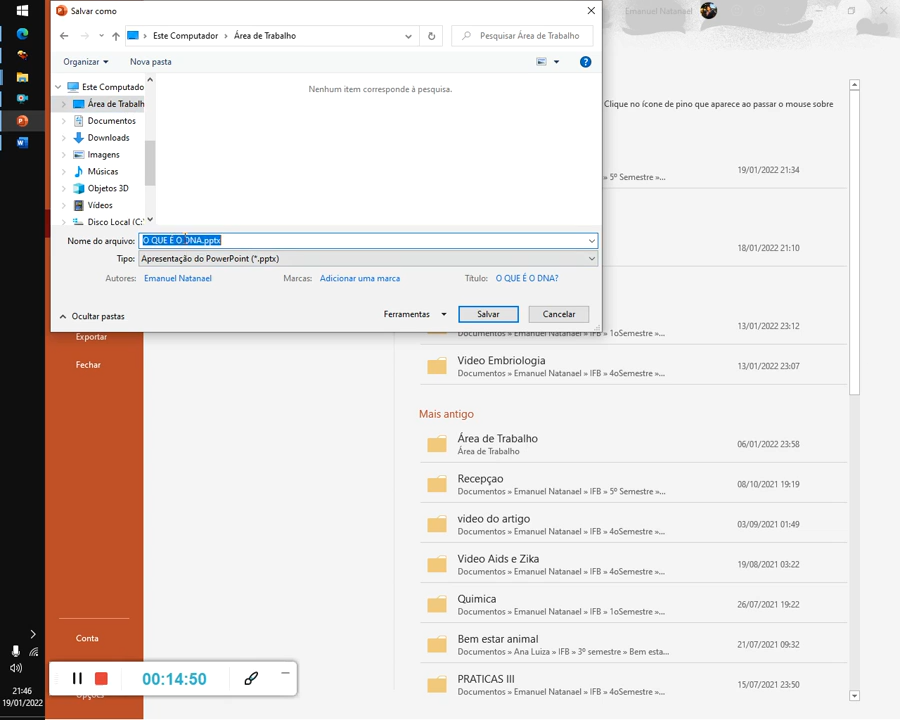 Salvar como
Emanuel Natanael
Este Computador > Área de Trabalho
Pesquisar Área de Trabalho
Organizar
Nova pasta
Este Computado
Nenhum item corresponde à pesquisa.
Área de Trabalh
Clique no ícone de pino que aparece ao passar o mouse sobre
Documentos
Downloads
Imagens
19/01/2022 21:34
Músicas
» 5º Semestre »...
Objetos 3D
Vídeos
Disco Local (C:
Nome do arquivo: O QUE É O DNA.pptx
18/01/2022 21:10
Tipo: Apresentação do PowerPoint (*.pptx)
Autores: Emanuel Natanael
Marcas: Adicionar uma marca
Título: O QUE É O DNA?
Ocultar pastas
Ferramentas
Salvar
Cancelar
13/01/2022 23:12
Documentos » Emanuel Natanael » IFB » 1oSemestre »...
Exportar
Fechar
Video Embriologia
Documentos » Emanuel Natanael » IFB » 4oSemestre »...
13/01/2022 23:07
Mais antigo
Área de Trabalho
Área de Trabalho
06/01/2022 23:58
Recepçao
Documentos » Emanuel Natanael » IFB » 5º Semestre »...
08/10/2021 19:19
video do artigo
Documentos » Emanuel Natanael » IFB » 4oSemestre »...
03/09/2021 01:49
Video Aids e Zika
Documentos » Emanuel Natanael » IFB » 4oSemestre »...
19/08/2021 03:22
Quimica
Documentos » Emanuel Natanael » IFB » 1oSemestre »...
26/07/2021 19:22
Bem estar animal
Documentos » Ana Luiza » IFB » 3º semestre » Bem esta...
21/07/2021 09:32
PRATICAS III
Documentos » Emanuel Natanael » IFB » 4oSemestre »...
15/07/2021 23:50
Conta
00:14:50
Opções
21:46
19/01/2022